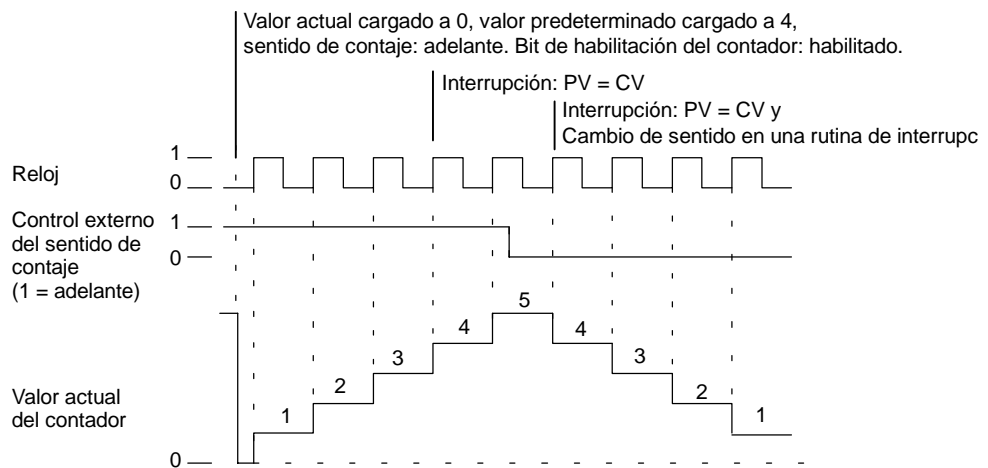 Valor actual cargado a 0, valor predeterminado cargado a 4,
sentido de contaje: adelante. Bit de habilitación del contador: habilitado.
Interrupción: PV = CV
Interrupción: PV = CV y
Cambio de sentido en una rutina de interrupc
Reloj
1
0
Control externo
del sentido de
contaje
(1 = adelante)
1
0
Valor actual
del contador
0
1
2
3
4
5
4
3
2
1